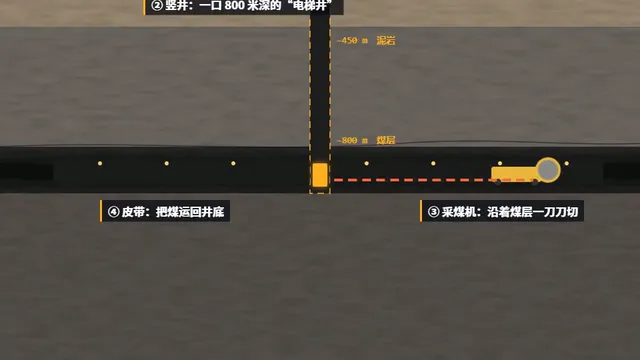 ② 竖井：一口 800 米深的“电梯井”
-450 m 泥岩
-800 m 煤层
④ 皮带：把煤运回井底
③ 采煤机：沿着煤层一刀刀切